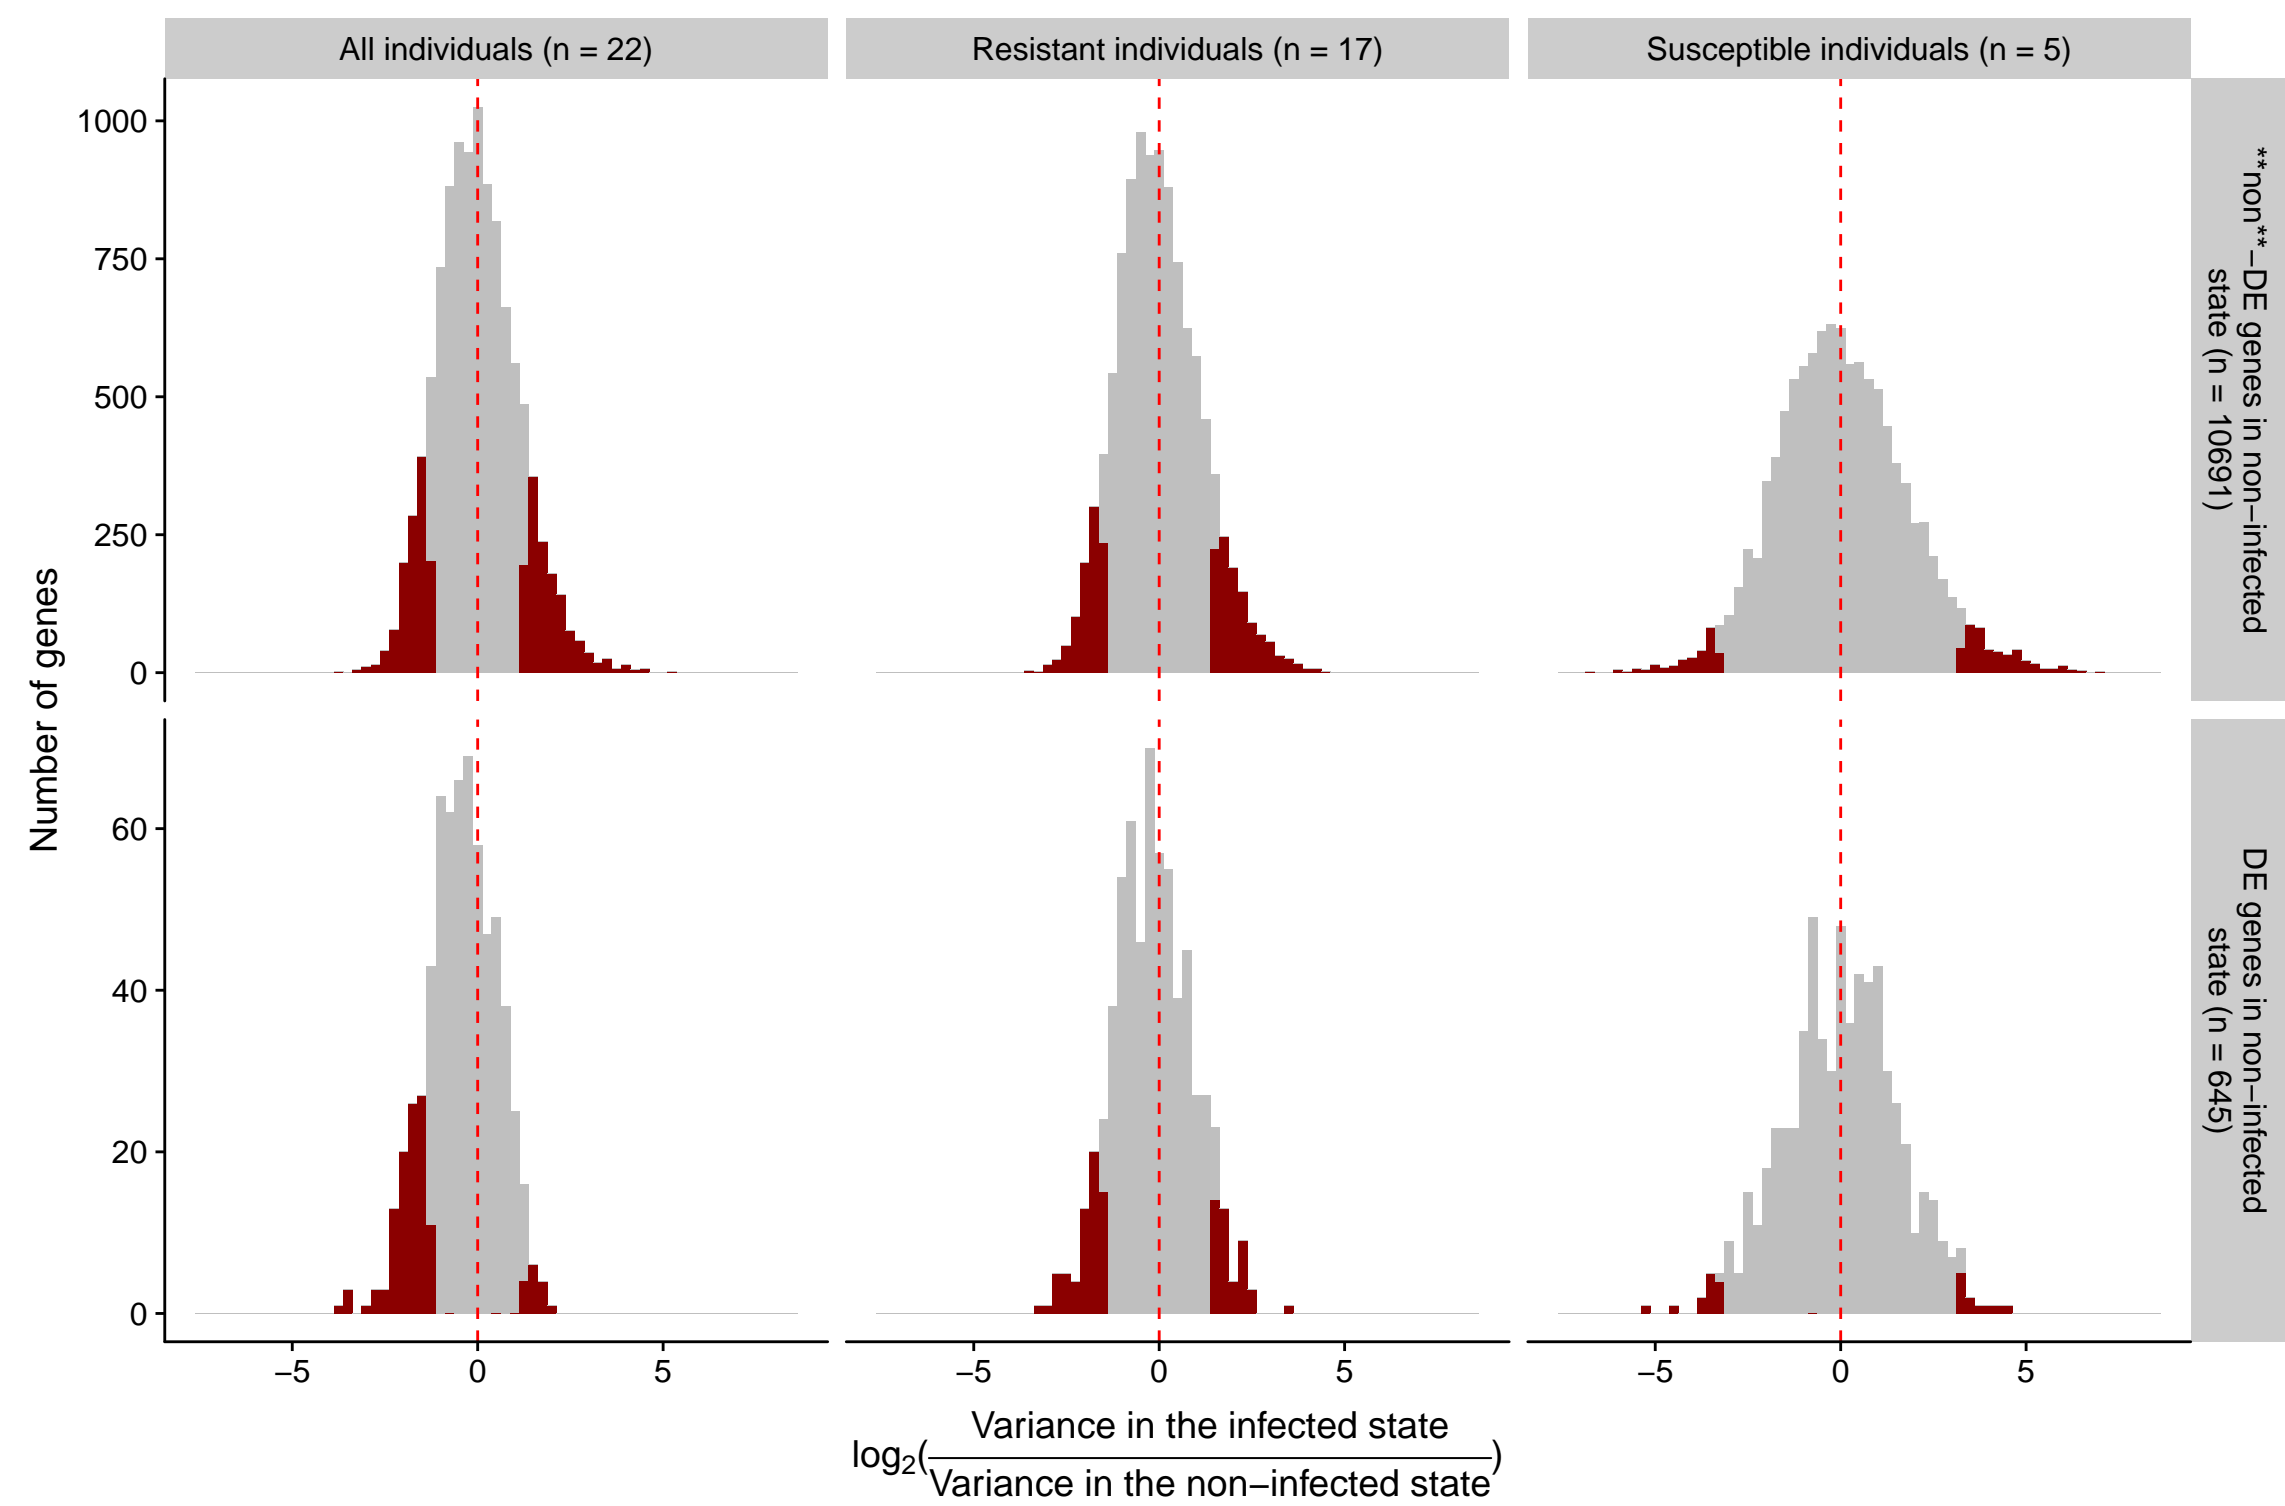 All individuals (n = 22)
Resistant individuals (n = 17)
Susceptible individuals (n = 5)
**non**−DE genes in non−infected
state (n = 10691)
DE genes in non−infected
state (n = 645)
Number of genes
1000
750
500
250
0
60
40
20
0
−5 0 5
−5 0 5
−5 0 5
Variance in the infected state
log2(
)
Variance in the non−infected state